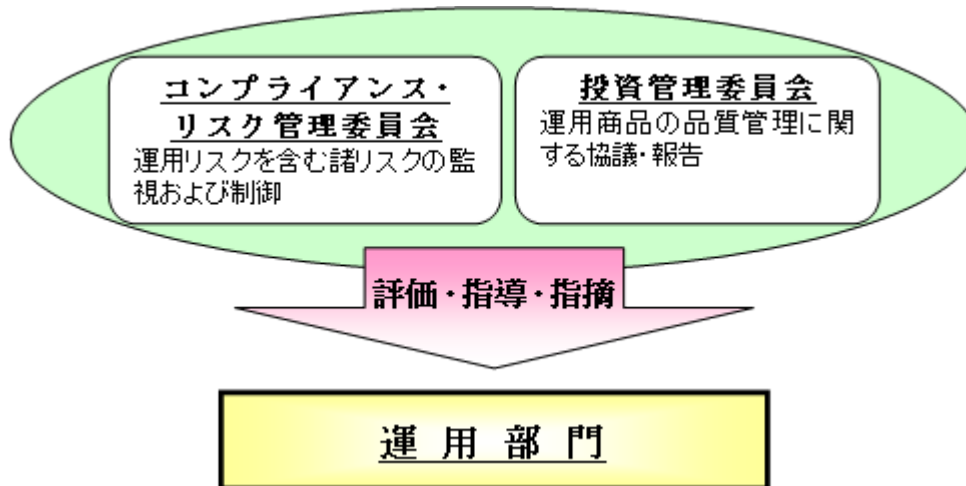 コンプライアンス・
リスク管理委員会
運用リスクを含む諸リスクの監
視および制御
投資管理委員会
運用商品の品質管理に関
する協議・報告
評価・指導・指摘
運用部門